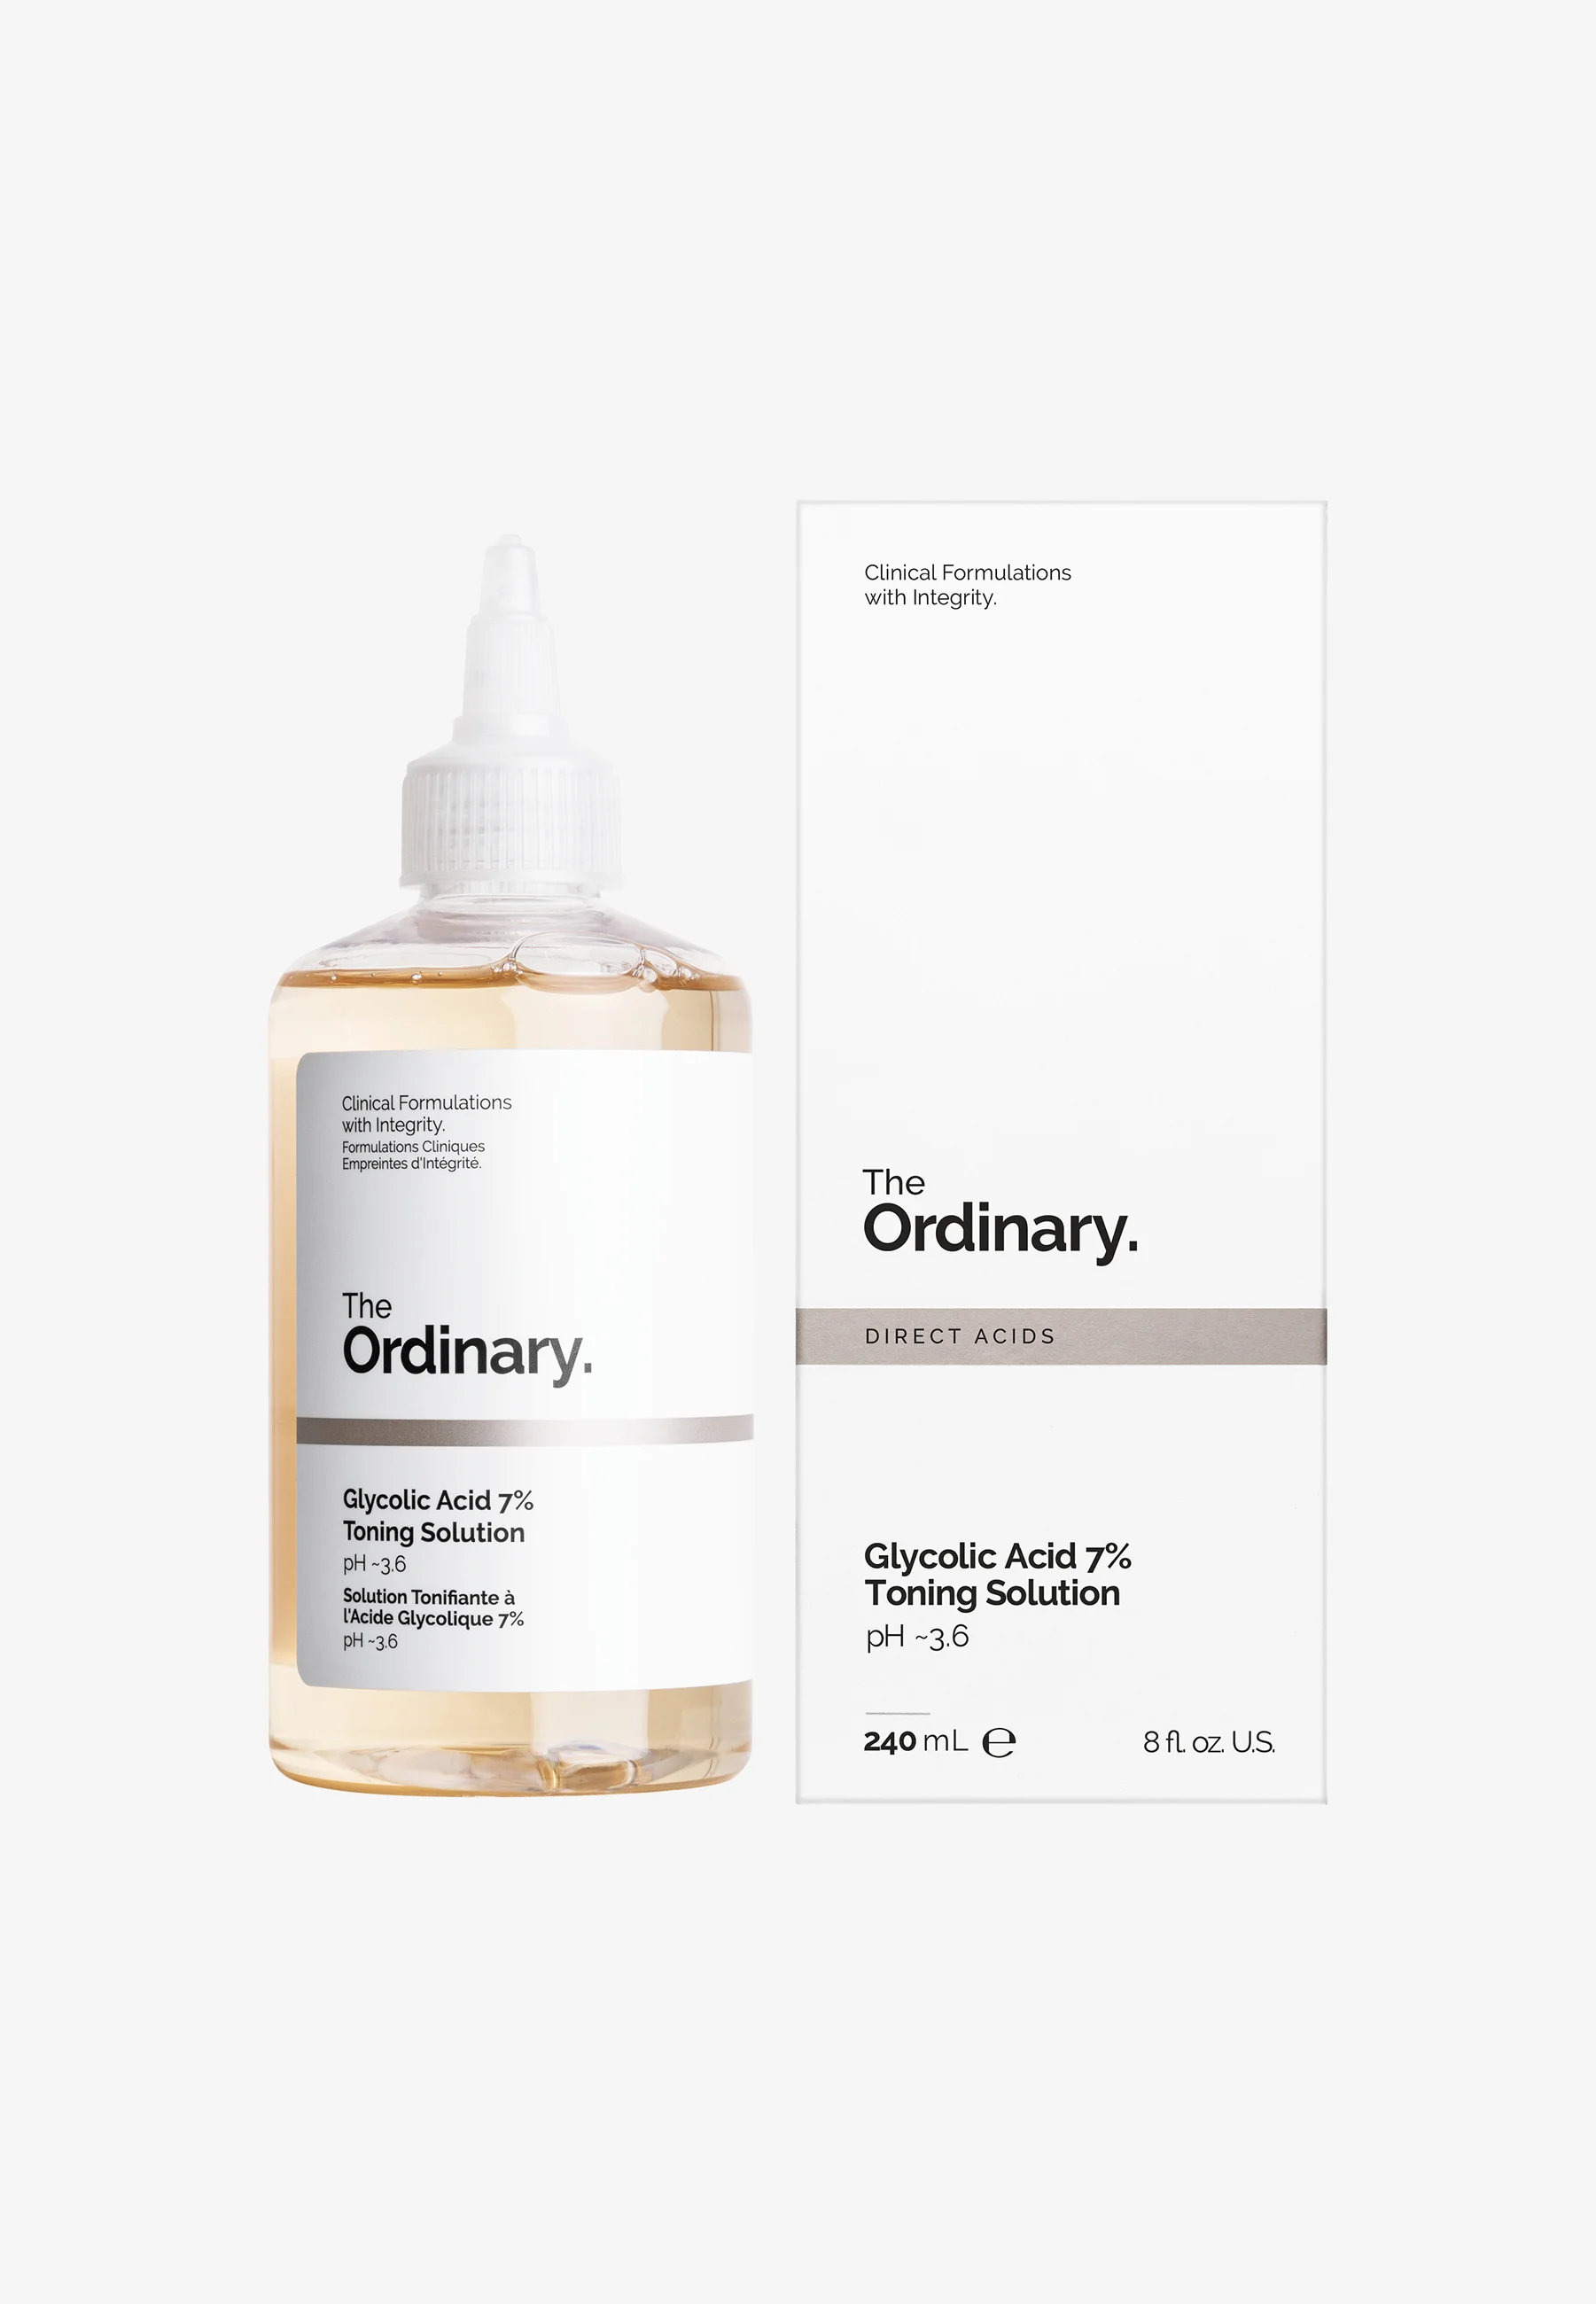 Clinical Formulations
with Integrity.
Formulations Cliniques
Empreintes d'Intégrité.
The
Ordinary.
Glycolic Acid 7%
Toning Solution
pH ~3.6
Solution Tonifiante à
l'Acide Glycolique 7%
pH ~3.6
Clinical Formulations
with Integrity.
The
Ordinary.
DIRECT ACIDS
Glycolic Acid 7%
Toning Solution
pH ~3.6
240 mL ℮ 8 fl. oz. U.S.